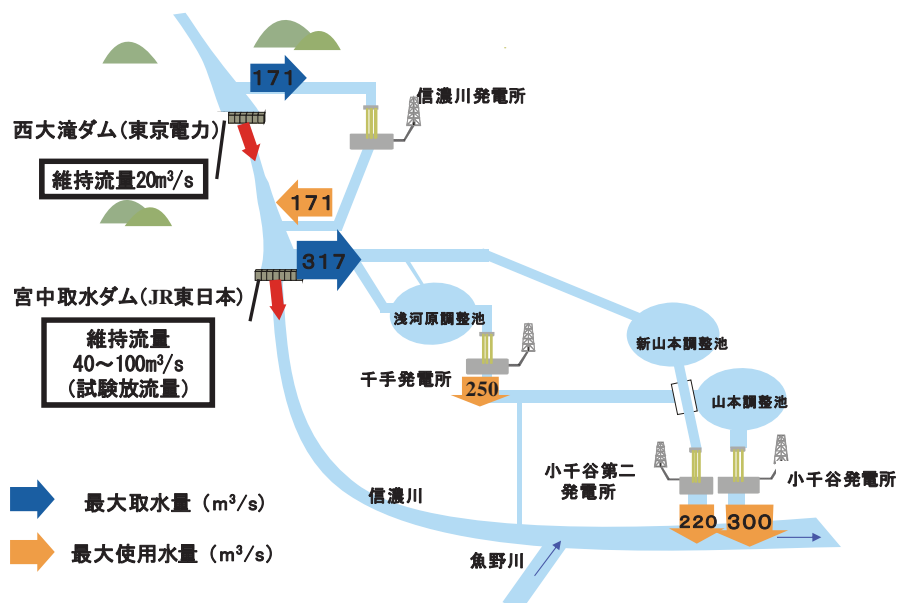 171
信濃川発電所
西大滝ダム(東京電力)
維持流量20m³/s
171
317
宮中取水ダム(JR東日本)
維持流量
40~100m³/s
(試験放流量)
浅河原調整池
千手発電所
250
新山本調整池
山本調整池
小千谷第二
発電所
小千谷発電所
220
300
信濃川
魚野川
最大取水量(m³/s)
最大使用水量(m³/s)